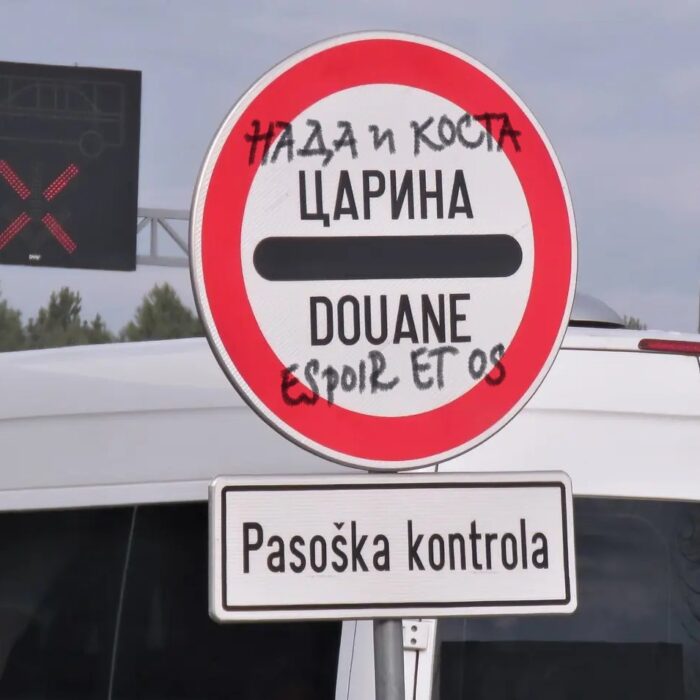 НАДА и КОСТА
ЦАРИНА
DOUANE
ESPOIR ET OS
Pasoška kontrola